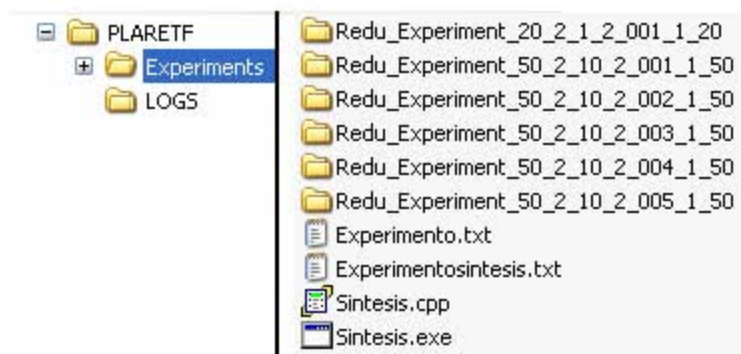 PLARETF
Experiments
LOGS
Redu_Experiment_20_2_1_2_001_1_20
Redu_Experiment_50_2_10_2_001_1_50
Redu_Experiment_50_2_10_2_002_1_50
Redu_Experiment_50_2_10_2_003_1_50
Redu_Experiment_50_2_10_2_004_1_50
Redu_Experiment_50_2_10_2_005_1_50
Experimento.txt
Experimentosintesis.txt
Sintesis.cpp
Sintesis.exe